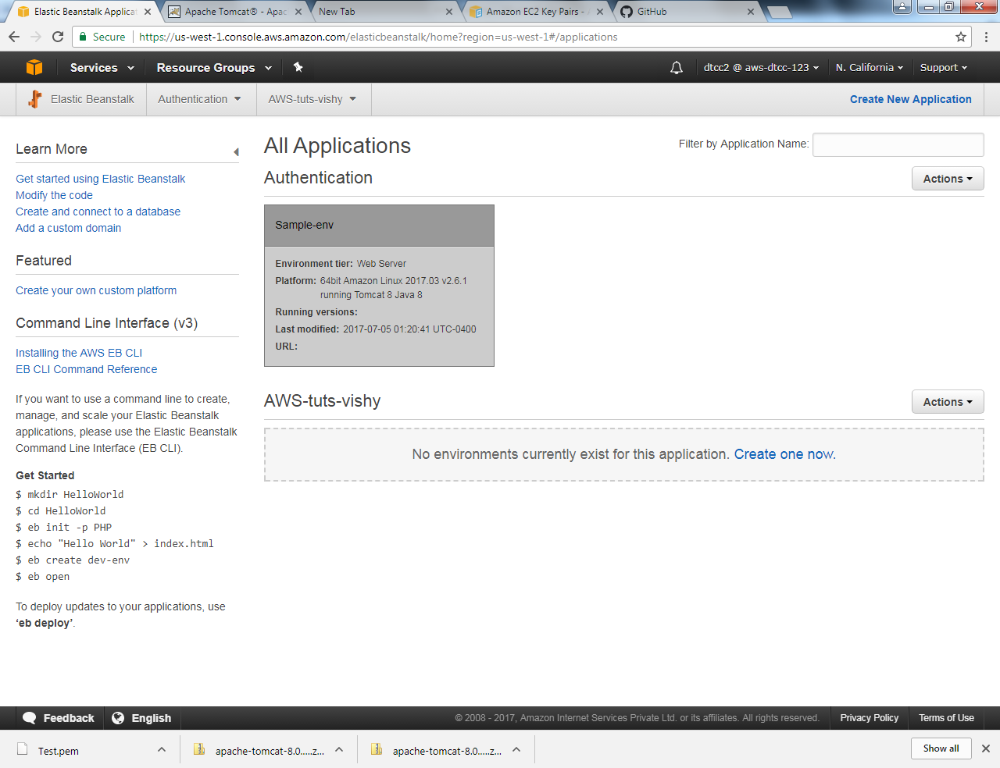 Elastic Beanstalk Applicat
Apache Tomcat® - Apac
New Tab
Amazon EC2 Key Pairs -
GitHub
Secure
https://us-west-1.console.aws.amazon.com/elasticbeanstalk/home?region=us-west-1#/applications
Services
Resource Groups
dtcc2 @ aws-dtcc-123
N. California
Support
Elastic Beanstalk
Authentication
AWS-tuts-vishy
Create New Application
Learn More
Get started using Elastic Beanstalk
Modify the code
Create and connect to a database
Add a custom domain
Featured
Create your own custom platform
Command Line Interface (v3)
Installing the AWS EB CLI
EB CLI Command Reference
If you want to use a command line to create,
manage, and scale your Elastic Beanstalk
applications, please use the Elastic Beanstalk
Command Line Interface (EB CLI).
Get Started
$ mkdir HelloWorld
$ cd HelloWorld
$ eb init -p PHP
$ echo "Hello World" > index.html
$ eb create dev-env
$ eb open
To deploy updates to your applications, use
‘eb deploy’.
All Applications
Filter by Application Name:
Authentication
Actions
Sample-env
Environment tier: Web Server
Platform: 64bit Amazon Linux 2017.03 v2.6.1
running Tomcat 8 Java 8
Running versions:
Last modified: 2017-07-05 01:20:41 UTC-0400
URL:
AWS-tuts-vishy
Actions
No environments currently exist for this application. Create one now.
Feedback
English
© 2008 - 2017, Amazon Internet Services Private Ltd. or its affiliates. All rights reserved.
Privacy Policy
Terms of Use
Test.pem
apache-tomcat-8.0.....z...
apache-tomcat-8.0.....z...
Show all